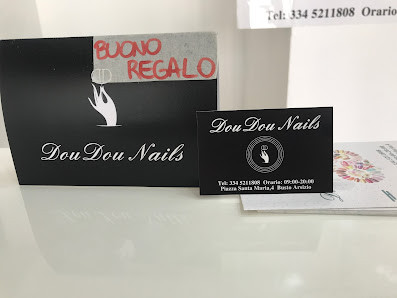 Tel: 334 5211808 Orario:
BUONO
REGALO
DouDou Nails
DouDou Nails
Tel: 334 5211808 Orario: 09:00-20:00
Piazza Santa Maria,4 Busto Arsizio